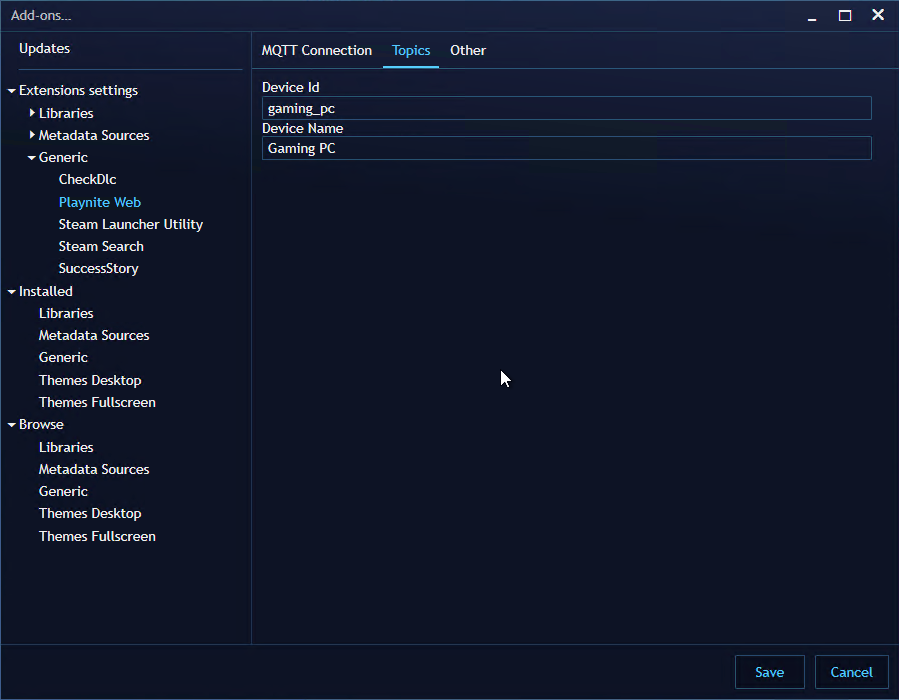 Add-ons...
Updates
Extensions settings
Libraries
Metadata Sources
Generic
CheckDlc
Playnite Web
Steam Launcher Utility
Steam Search
SuccessStory
Installed
Libraries
Metadata Sources
Generic
Themes Desktop
Themes Fullscreen
Browse
Libraries
Metadata Sources
Generic
Themes Desktop
Themes Fullscreen
MQTT Connection Topics Other
Device Id
gaming_pc
Device Name
Gaming PC
Save Cancel